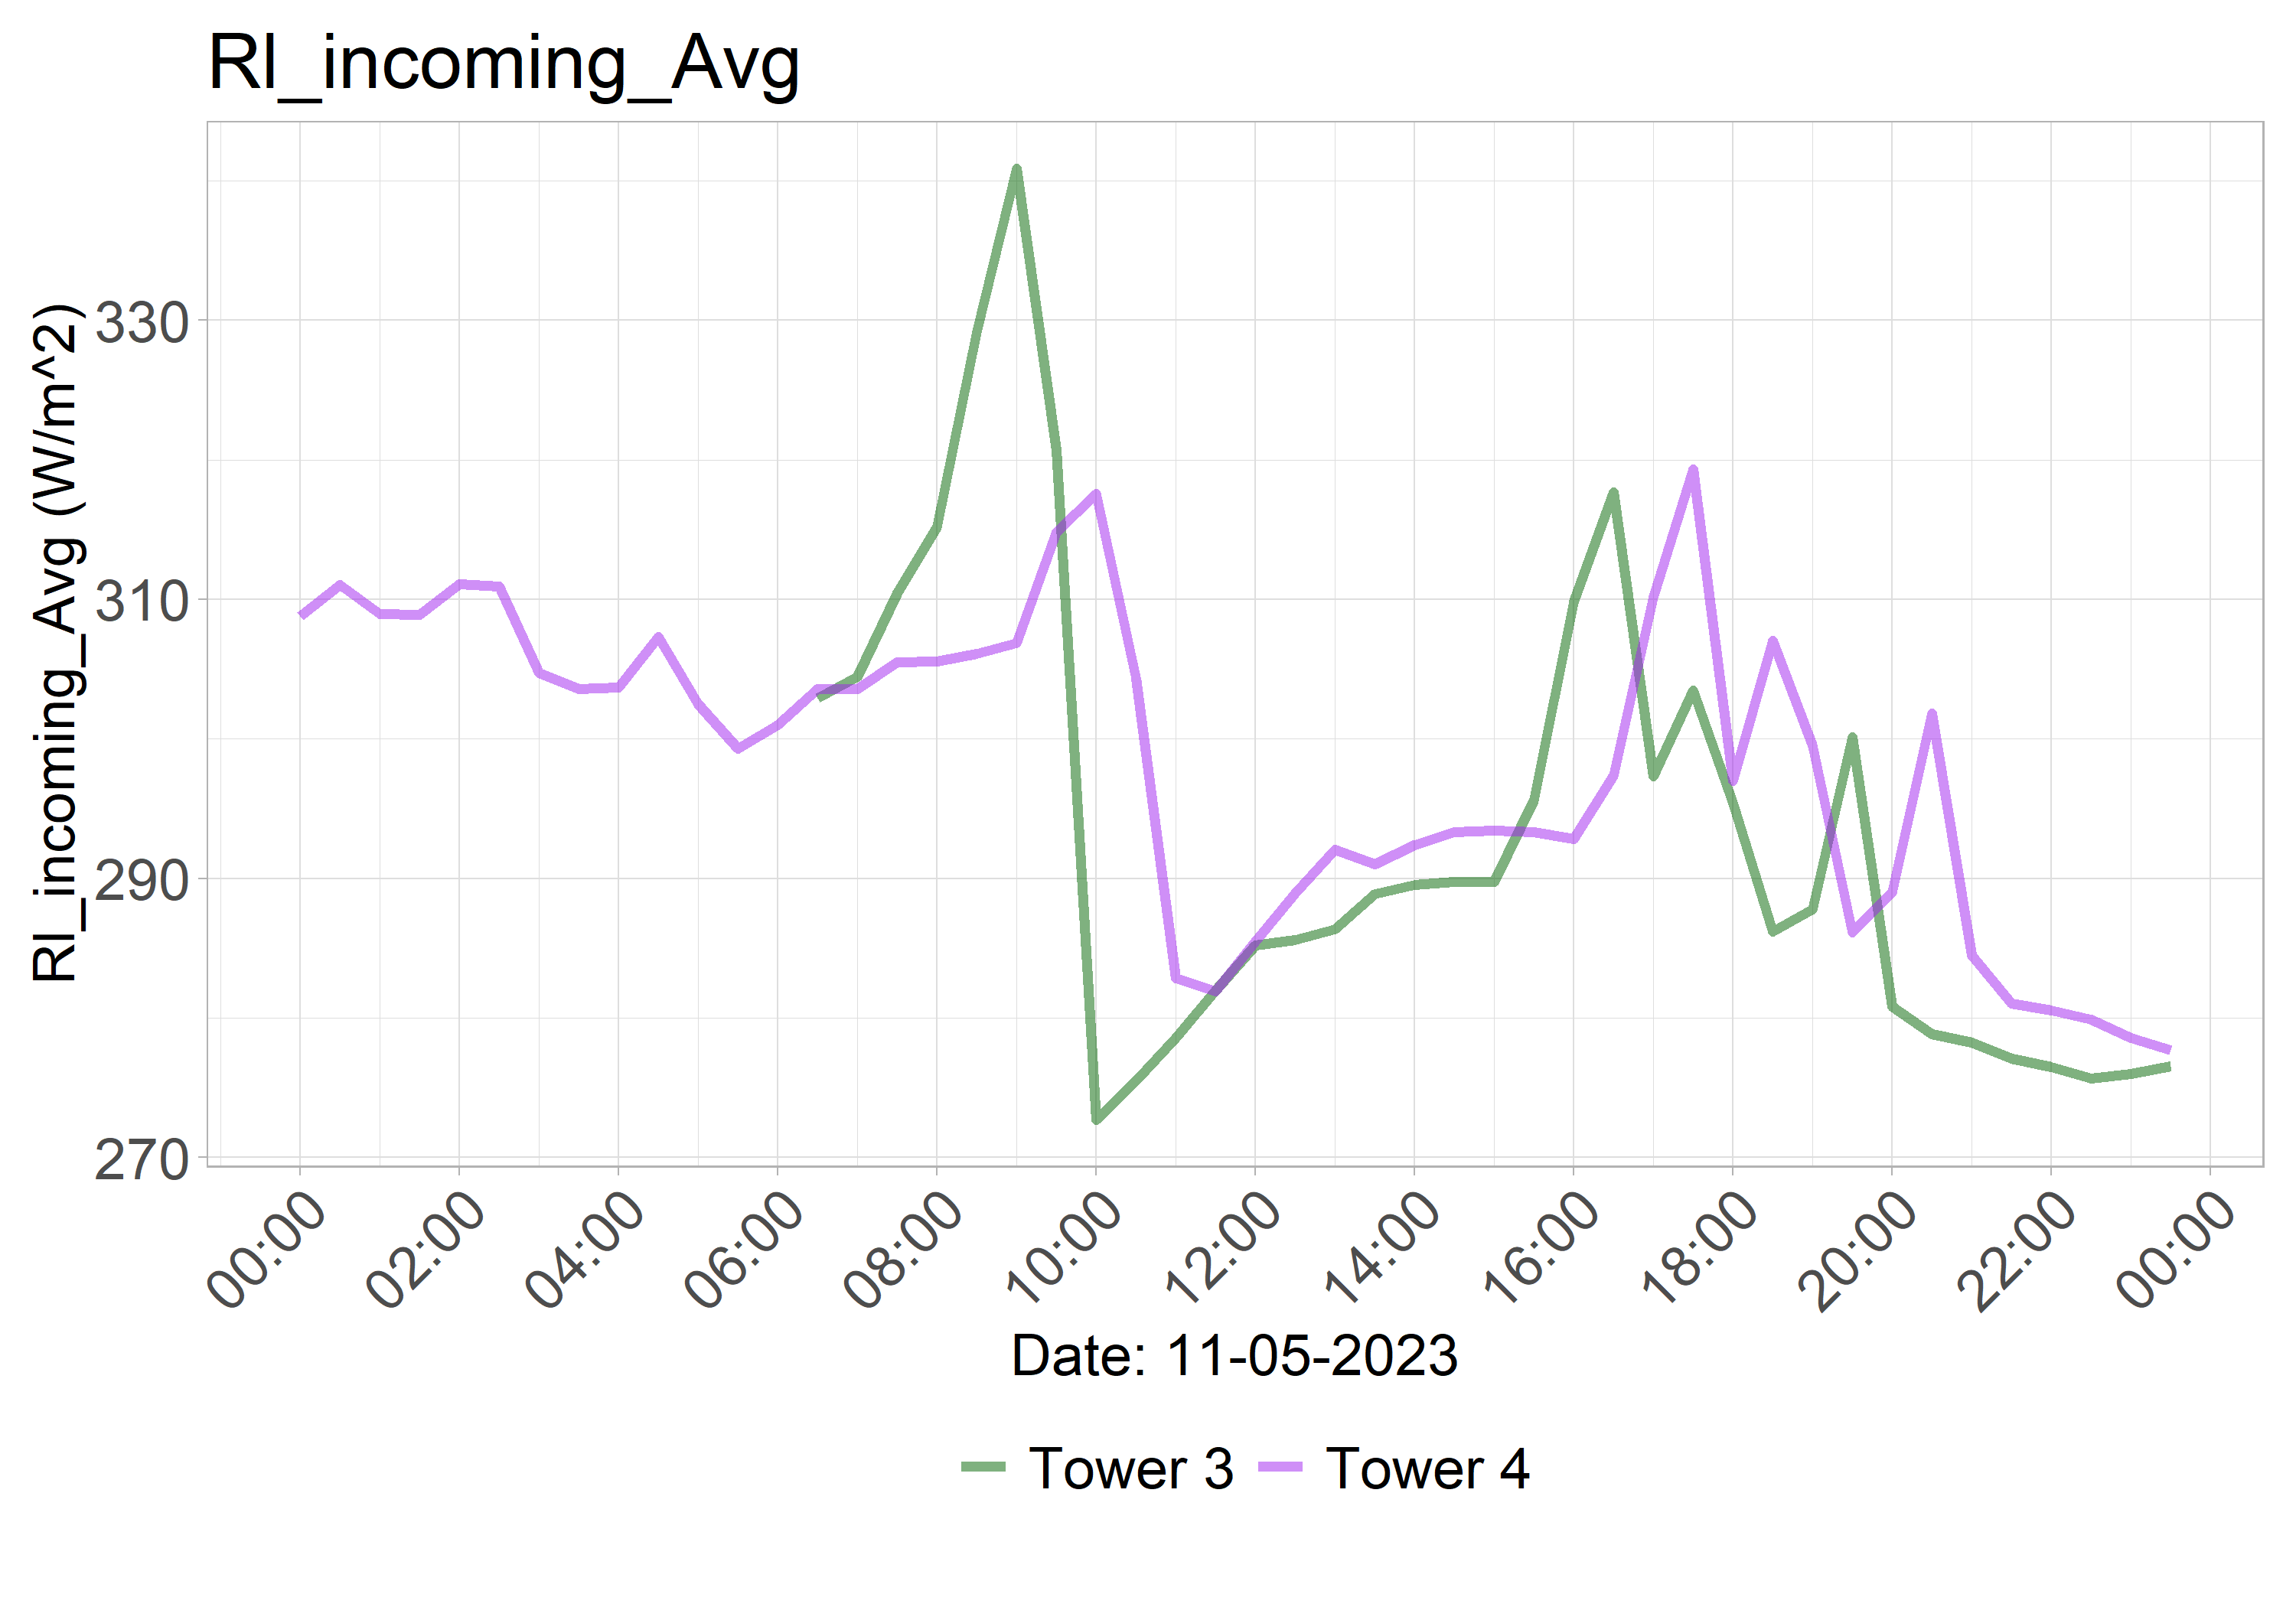 Rl_incoming_Avg
Rl_incoming_Avg (W/m^2)
330
310
290
270
00:00 02:00 04:00 06:00 08:00 10:00 12:00 14:00 16:00 18:00 20:00 22:00 00:00
Date: 11-05-2023
Tower 3 Tower 4